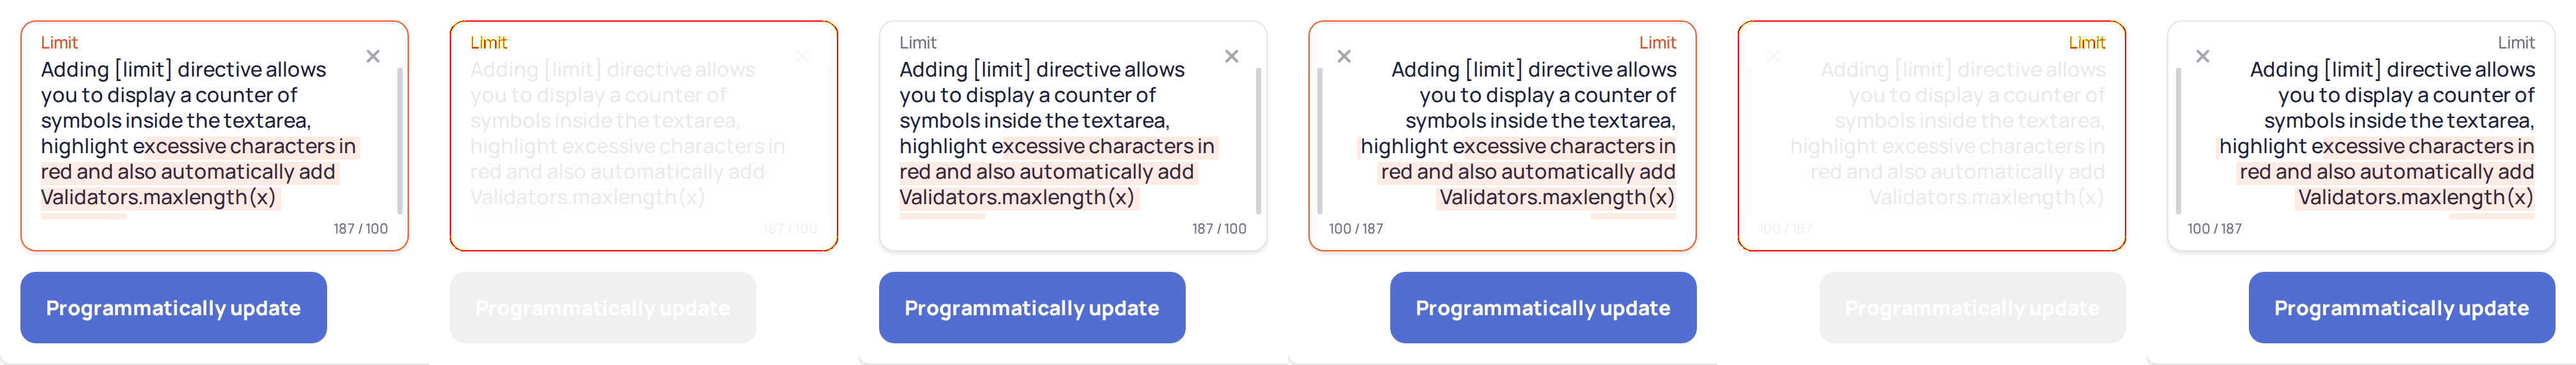 Limit
Adding [limit] directive allows
you to display a counter of
symbols inside the textarea,
highlight excessive characters in
red and also automatically add
Validators.maxlength(x)
187 / 100
Programmatically update
Limit
Adding [limit] directive allows
you to display a counter of
symbols inside the textarea,
highlight excessive characters in
red and also automatically add
Validators.maxlength(x)
187 / 100
Programmatically update
Limit
Adding [limit] directive allows
you to display a counter of
symbols inside the textarea,
highlight excessive characters in
red and also automatically add
Validators.maxlength(x)
187 / 100
Programmatically update
Limit
Adding [limit] directive allows
you to display a counter of
symbols inside the textarea,
highlight excessive characters in
red and also automatically add
Validators.maxlength(x)
100 / 187
Programmatically update
Limit
Adding [limit] directive allows
you to display a counter of
symbols inside the textarea,
highlight excessive characters in
red and also automatically add
Validators.maxlength(x)
100 / 187
Programmatically update
Limit
Adding [limit] directive allows
you to display a counter of
symbols inside the textarea,
highlight excessive characters in
red and also automatically add
Validators.maxlength(x)
100 / 187
Programmatically update